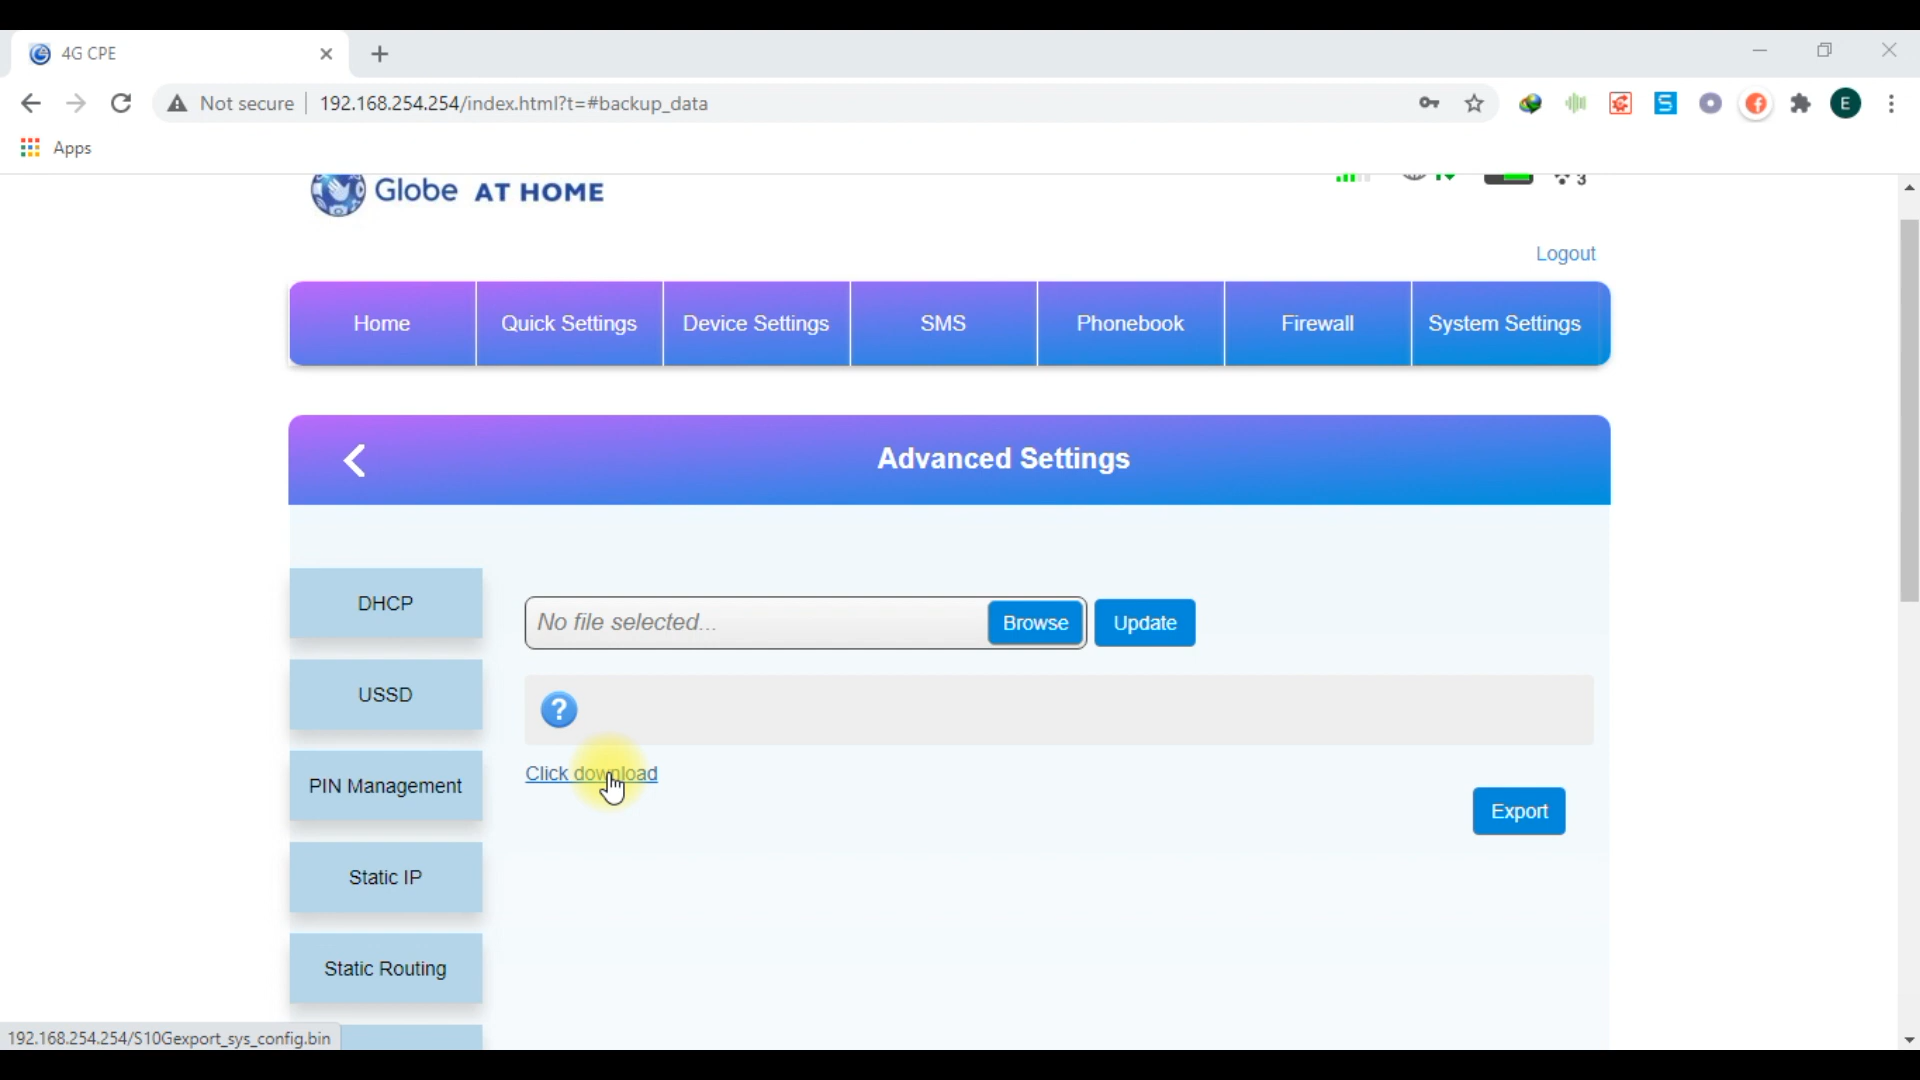 4G CPE
Not secure
192.168.254.254/index.html?t=#backup_data
S
f
E
Apps
Globe AT HOME
3
Logout
Home
Quick Settings
Device Settings
SMS
Phonebook
Firewall
System Settings
Advanced Settings
DHCP
No file selected...
Browse
Update
USSD
?
Click download
PIN Management
Export
Static IP
Static Routing
192.168.254.254/S10Gexport_sys_config.bin